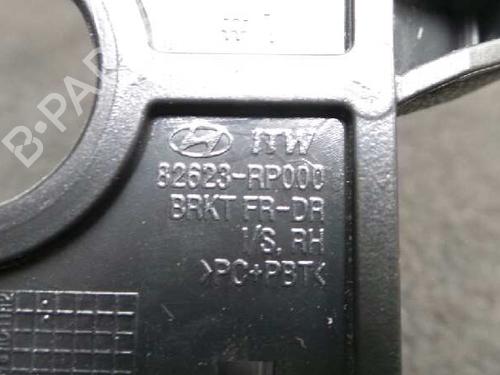 B-PAR
ITW
82623-RP000
BRKT FR-DR
I/S, RH
>PC+PBT<